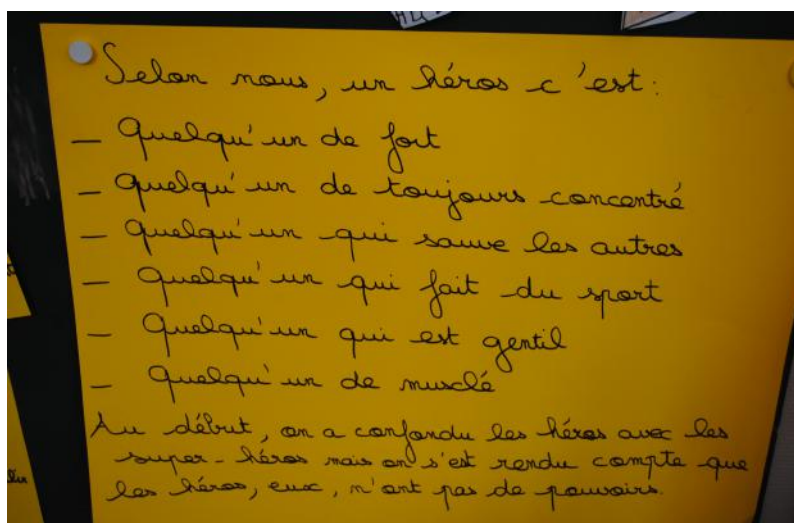 Selon nous, un héros c'est:
_ Quelqu'un de fort
_ Quelqu'un de toujours concentré
_ Quelqu'un qui sauve les autres
_ Quelqu'un qui fait du sport
_ Quelqu'un qui est gentil
_ Quelqu'un de musclé
Au début, on a confondu les héros avec les
super-héros mais on s'est rendu compte que
les héros, eux, n'ont pas de pouvoirs.